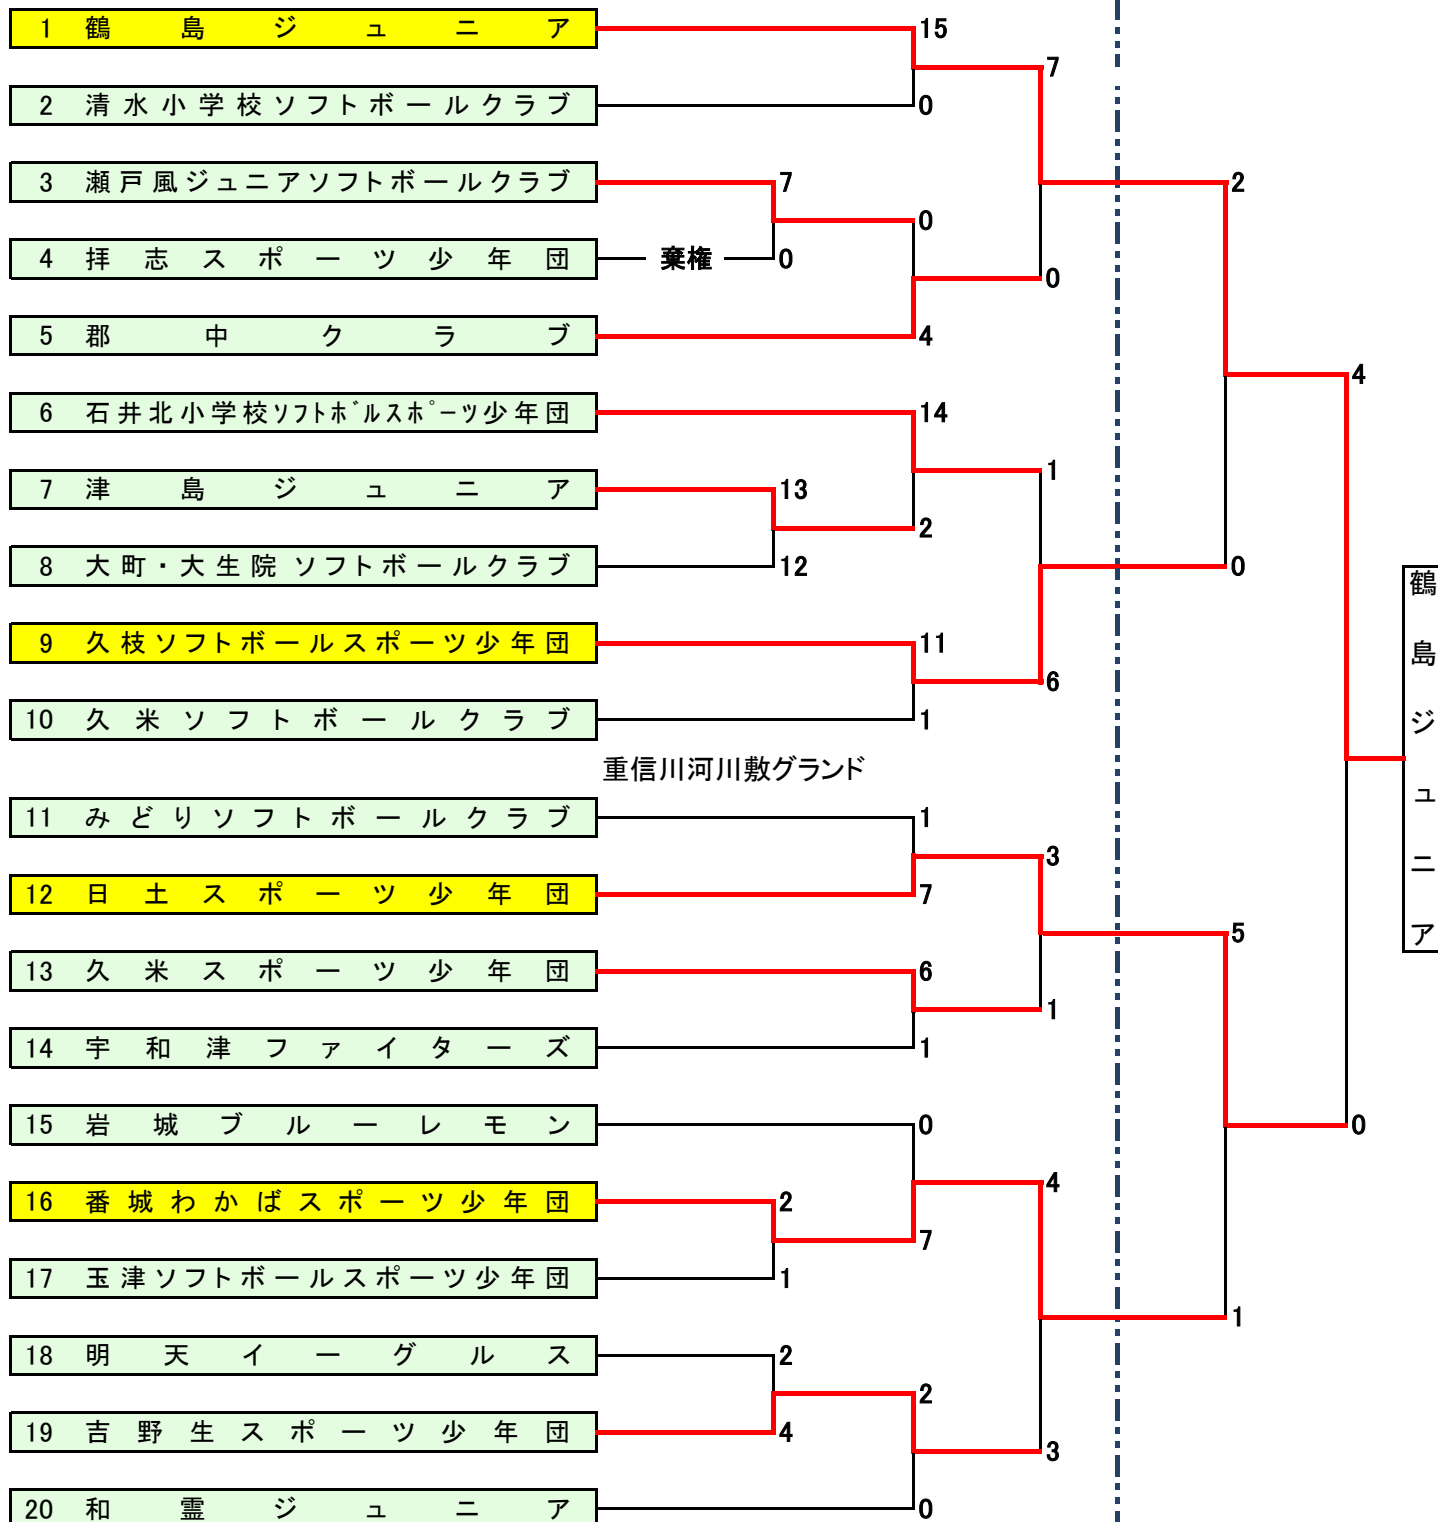 1 鶴島ジュニア 15
7
2 清水小学校ソフトボールクラブ 0
3 瀬戸風ジュニアソフトボールクラブ 7
2
0
4 拝志スポーツ少年団 棄権 0
0
5 郡中クラブ 4
4
6 石井北小学校ソフトボルスポーツ少年団 14
1
7 津島ジュニア 13
2
8 大町・大生院 ソフトボールクラブ 12
0
9 久枝ソフトボールスポーツ少年団 11
6
10 久米ソフトボールクラブ 1
重信川河川敷グランド
鶴島ジュニア
11 みどりソフトボールクラブ 1
3
12 日土スポーツ少年団 7
5
13 久米スポーツ少年団 6
1
14 宇和津ファイターズ 1
15 岩城ブルーレモン 0
0
4
16 番城わかばスポーツ少年団 2
7
17 玉津ソフトボールスポーツ少年団 1
1
18 明天イーグルス 2
2
19 吉野生スポーツ少年団 4
3
20 和霊ジュニア 0